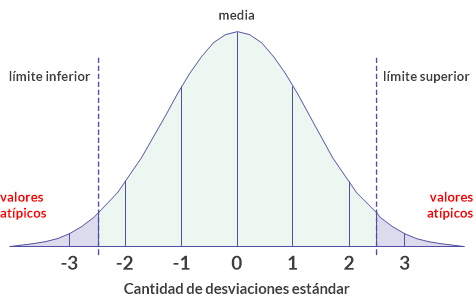 media
límite inferior
límite superior
valores
atípicos
valores
atípicos
-3 -2 -1 0 1 2 3
Cantidad de desviaciones estándar